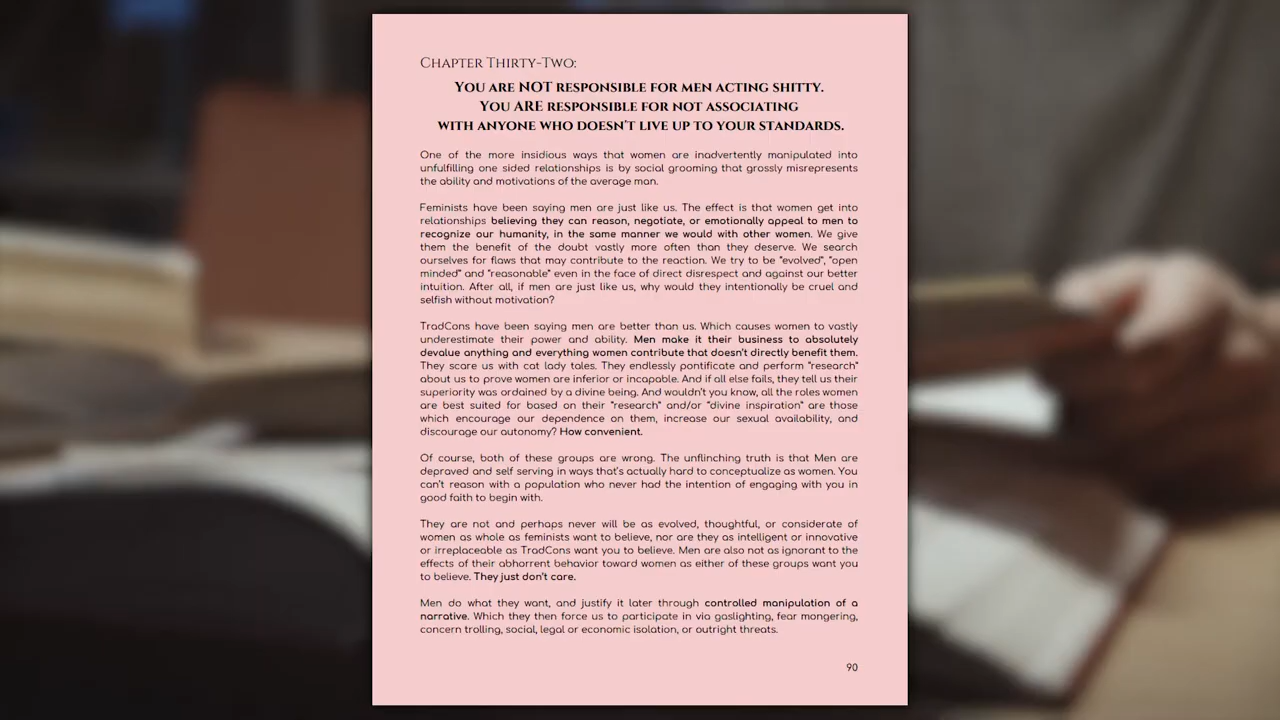 CHAPTER THIRTY-TWO:
YOU ARE NOT RESPONSIBLE FOR MEN ACTING SHITTY.
YOU ARE RESPONSIBLE FOR NOT ASSOCIATING
WITH ANYONE WHO DOESN'T LIVE UP TO YOUR STANDARDS.
One of the more insidious ways that women are inadvertently manipulated into
unfulfilling one sided relationships is by social grooming that grossly misrepresents
the ability and motivations of the average man.
Feminists have been saying men are just like us. The effect is that women get into
relationships believing they can reason, negotiate, or emotionally appeal to men to
recognize our humanity, in the same manner we would with other women. We give
them the benefit of the doubt vastly more often than they deserve. We search
ourselves for flaws that may contribute to the reaction. We try to be "evolved", "open
minded" and "reasonable" even in the face of direct disrespect and against our better
intuition. After all, if men are just like us, why would they intentionally be cruel and
selfish without motivation?
TradCons have been saying men are better than us. Which causes women to vastly
underestimate their power and ability. Men make it their business to absolutely
devalue anything and everything women contribute that doesn't directly benefit them.
They scare us with cat lady tales. They endlessly pontificate and perform "research"
about us to prove women are inferior or incapable. And if all else fails, they tell us their
superiority was ordained by a divine being. And wouldn't you know, all the roles women
are best suited for based on their "research" and/or "divine inspiration" are those
which encourage our dependence on them, increase our sexual availability, and
discourage our autonomy? How convenient.
Of course, both of these groups are wrong. The unflinching truth is that Men are
depraved and self serving in ways that's actually hard to conceptualize as women. You
can't reason with a population who never had the intention of engaging with you in
good faith to begin with.
They are not and perhaps never will be as evolved, thoughtful, or considerate of
women as whole as feminists want to believe, nor are they as intelligent or innovative
or irreplaceable as TradCons want you to believe. Men are also not as ignorant to the
effects of their abhorrent behavior toward women as either of these groups want you
to believe. They just don't care.
Men do what they want, and justify it later through controlled manipulation of a
narrative. Which they then force us to participate in via gaslighting, fear mongering,
concern trolling, social, legal or economic isolation, or outright threats.
90